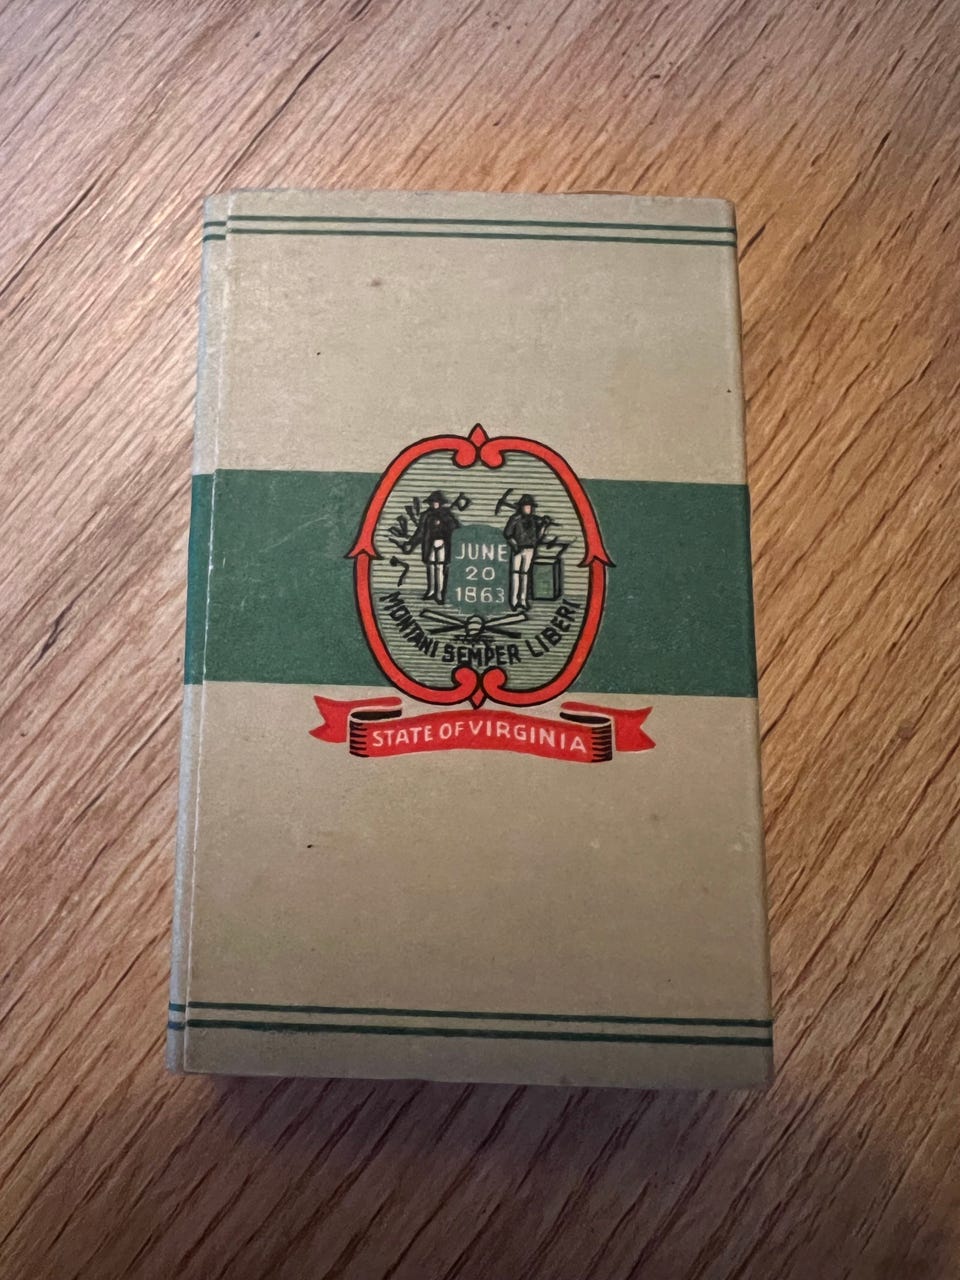 JUNE
20
1863
MONTANI SEMPER LIBERI
STATE OF VIRGINIA